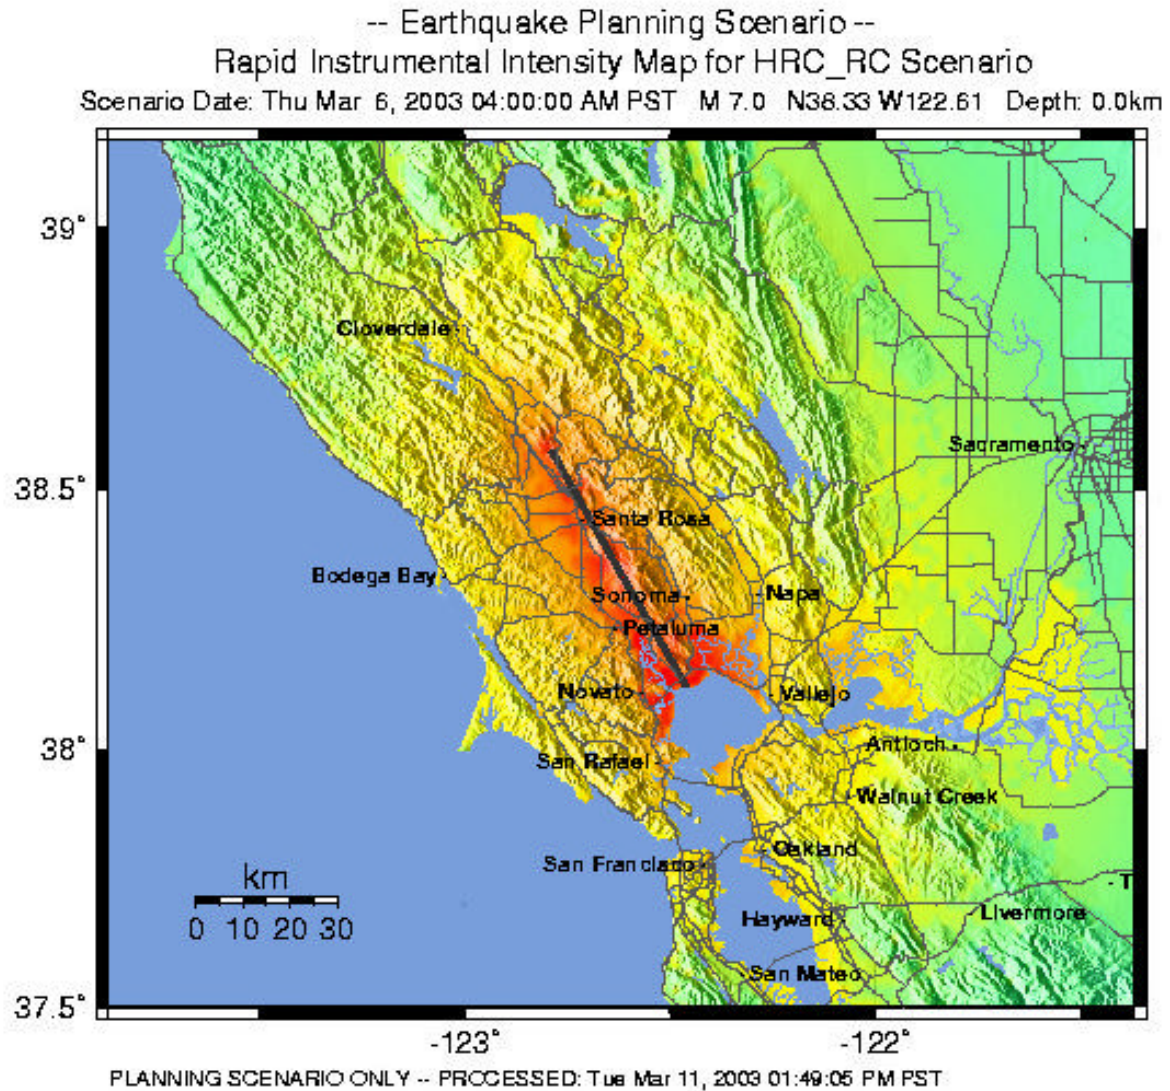 -- Earthquake Planning Scenario --
Rapid Instrumental Intensity Map for HRC_RC Scenario
Scenario Date: Thu Mar 6, 2003 04:00:00 AM PST M 7.0 N38.33 W122.61 Depth: 0.0km
39°
Cloverdale
Sacramento
38.5°
Santa Rosa
Bodega Bay
Sonoma
Napa
Petaluma
Novato
Vallejo
38°
Antioch
San Rafael
Walnut Creek
Oakland
San Francisco
km
T
Livermore
Hayward
0 10 20 30
San Mateo
37.5°
-123°
-122°
PLANNING SCENARIO ONLY -- PROCESSED: Tue Mar 11, 2003 01:49:05 PM PST